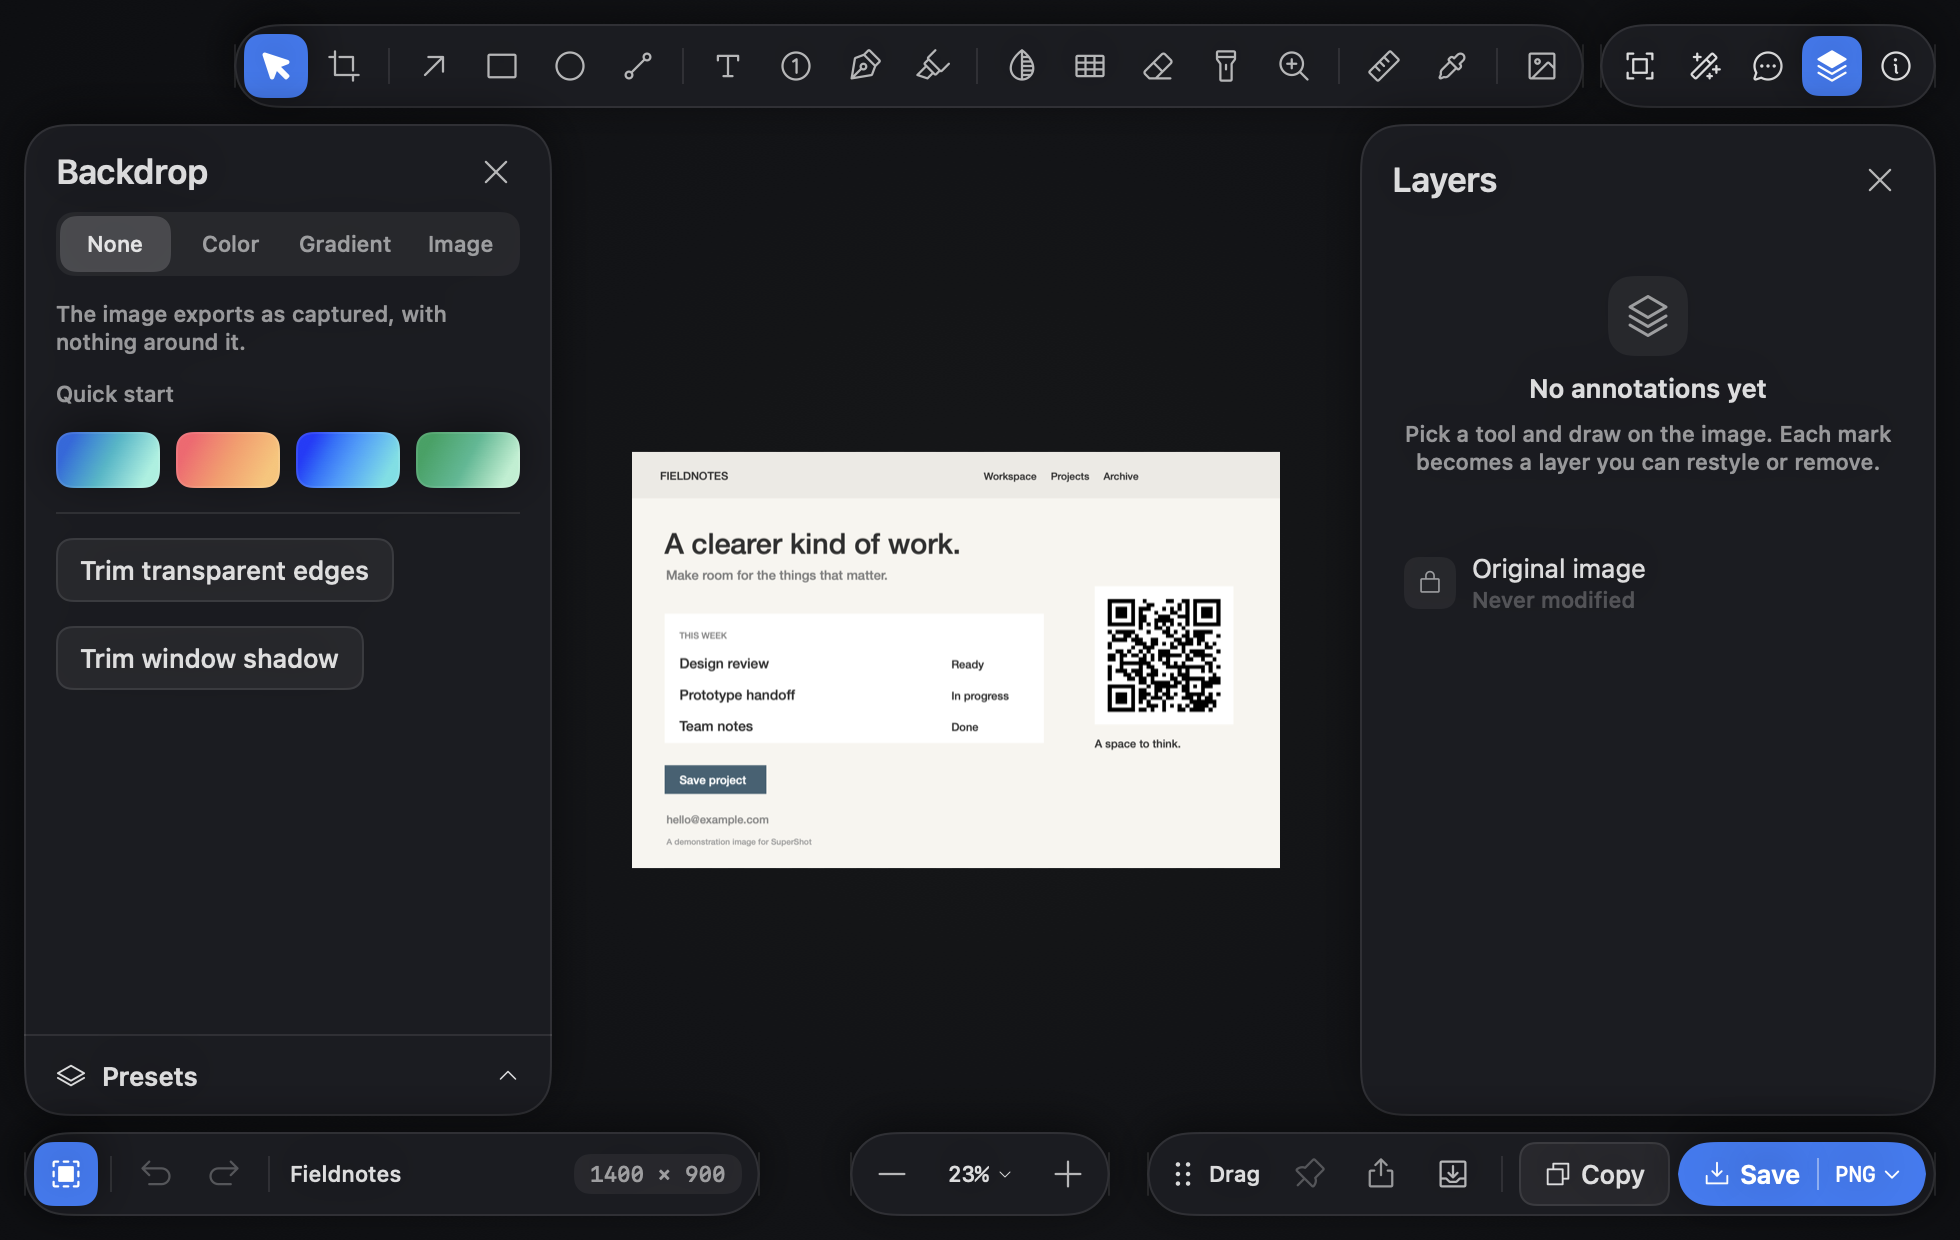 Backdrop
None Color Gradient Image
The image exports as captured, with
nothing around it.
Quick start
Trim transparent edges
Trim window shadow
Presets
FIELDNOTES
Workspace Projects Archive
A clearer kind of work.
Make room for the things that matter.
THIS WEEK
Design review Ready
Prototype handoff In progress
Team notes Done
A space to think.
Save project
hello@example.com
A demonstration image for SuperShot
Layers
No annotations yet
Pick a tool and draw on the image. Each mark
becomes a layer you can restyle or remove.
Original image
Never modified
Fieldnotes 1400 × 900
23%
Drag Copy Save PNG